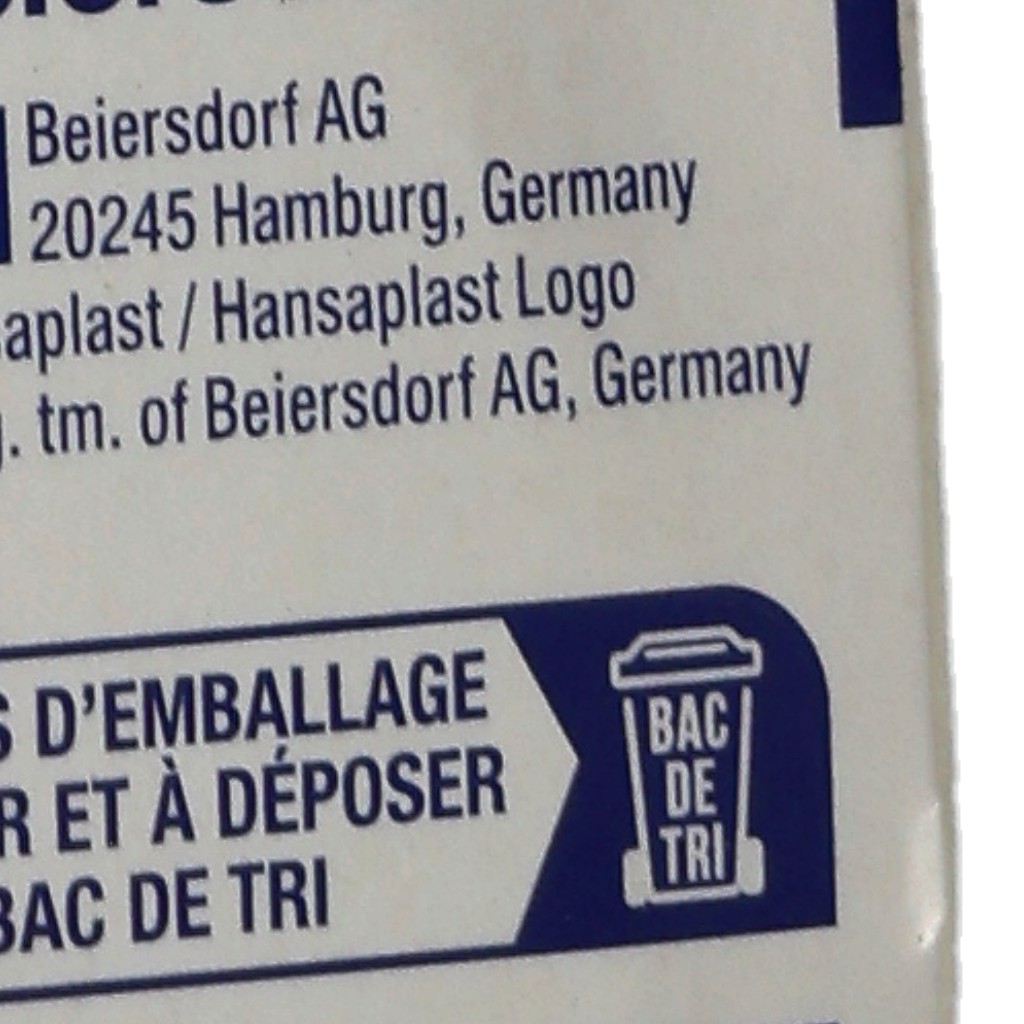 Beiersdorf AG
20245 Hamburg, Germany
aplast / Hansaplast Logo
. tm. of Beiersdorf AG, Germany
D'EMBALLAGE
R ET À DÉPOSER
BAC DE TRI
BAC
DE
TRI